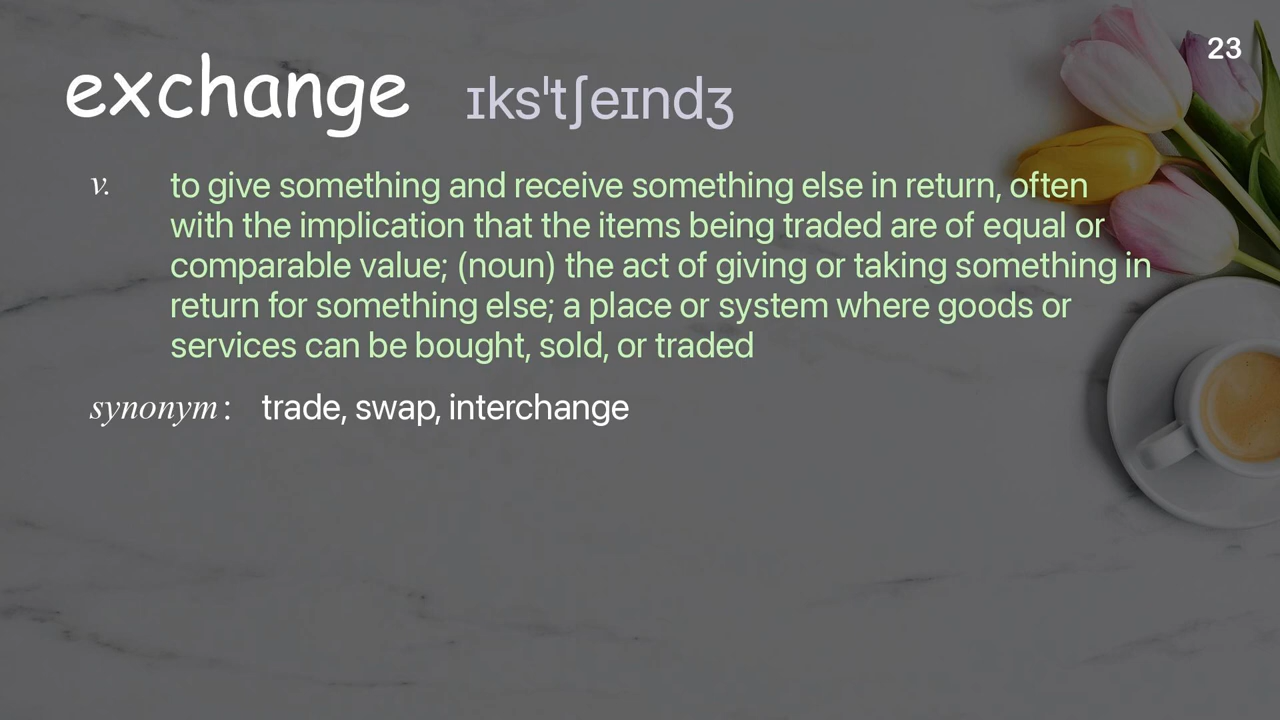 23
exchange ɪksˈtʃeɪndʒ
v. to give something and receive something else in return, often
with the implication that the items being traded are of equal or
comparable value; (noun) the act of giving or taking something in
return for something else; a place or system where goods or
services can be bought, sold, or traded
synonym : trade, swap, interchange